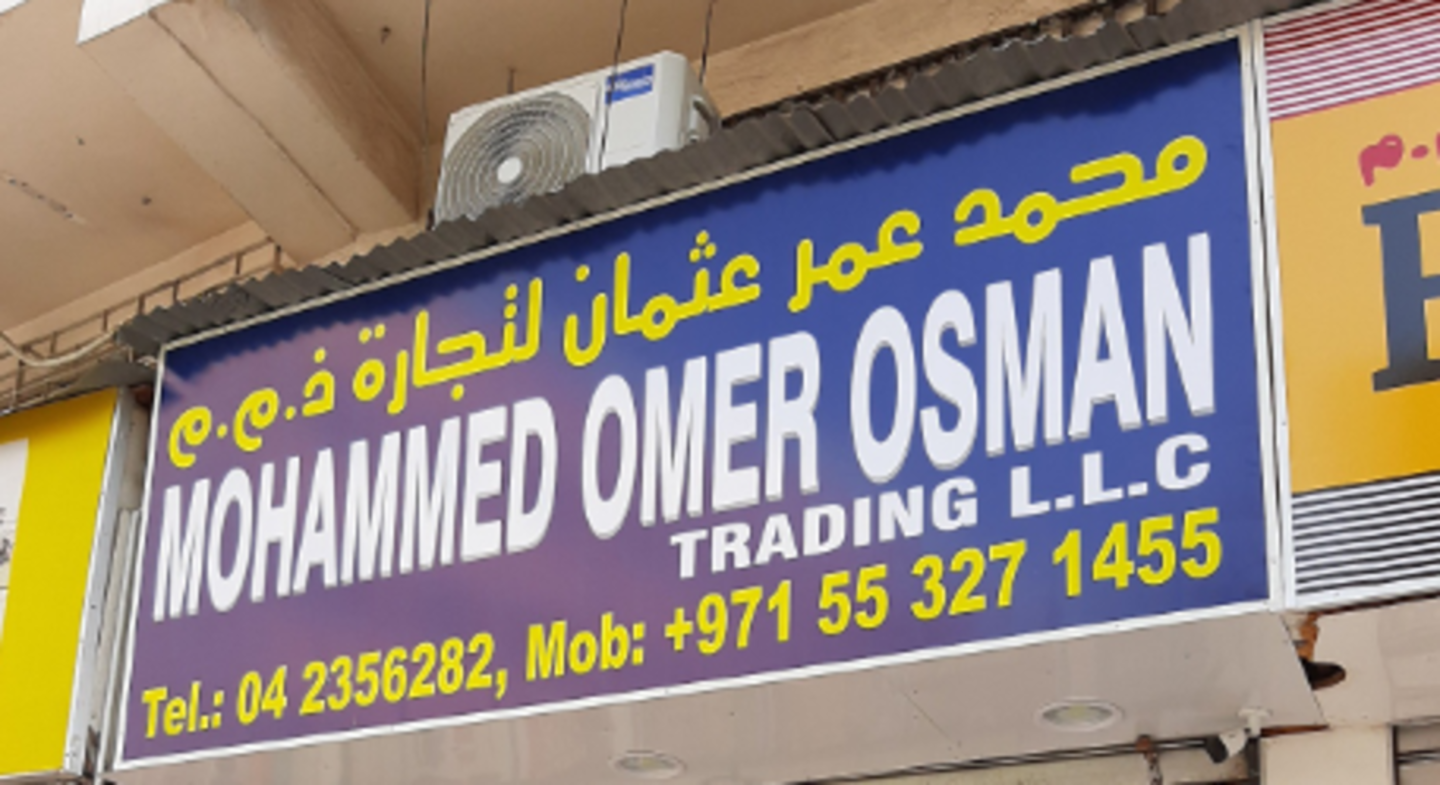 محمد عمر عثمان لتجارة ذ.م.م
MOHAMMED OMER OSMAN
TRADING L.L.C
Tel.: 04 2356282, Mob: +971 55 327 1455